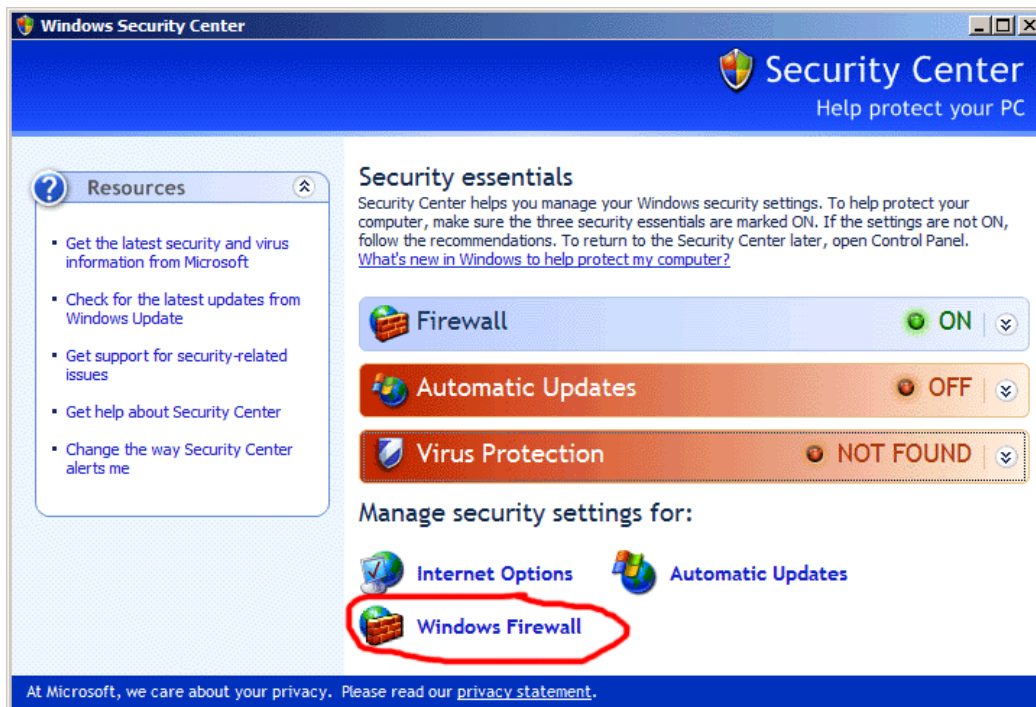 Windows Security Center
Security Center
Help protect your PC
Resources
Get the latest security and virus
information from Microsoft
Check for the latest updates from
Windows Update
Get support for security-related
issues
Get help about Security Center
Change the way Security Center
alerts me
Security essentials
Security Center helps you manage your Windows security settings. To help protect your
computer, make sure the three security essentials are marked ON. If the settings are not ON,
follow the recommendations. To return to the Security Center later, open Control Panel.
What's new in Windows to help protect my computer?
Firewall ON
Automatic Updates OFF
Virus Protection NOT FOUND
Manage security settings for:
Internet Options Automatic Updates
Windows Firewall
At Microsoft, we care about your privacy. Please read our privacy statement.